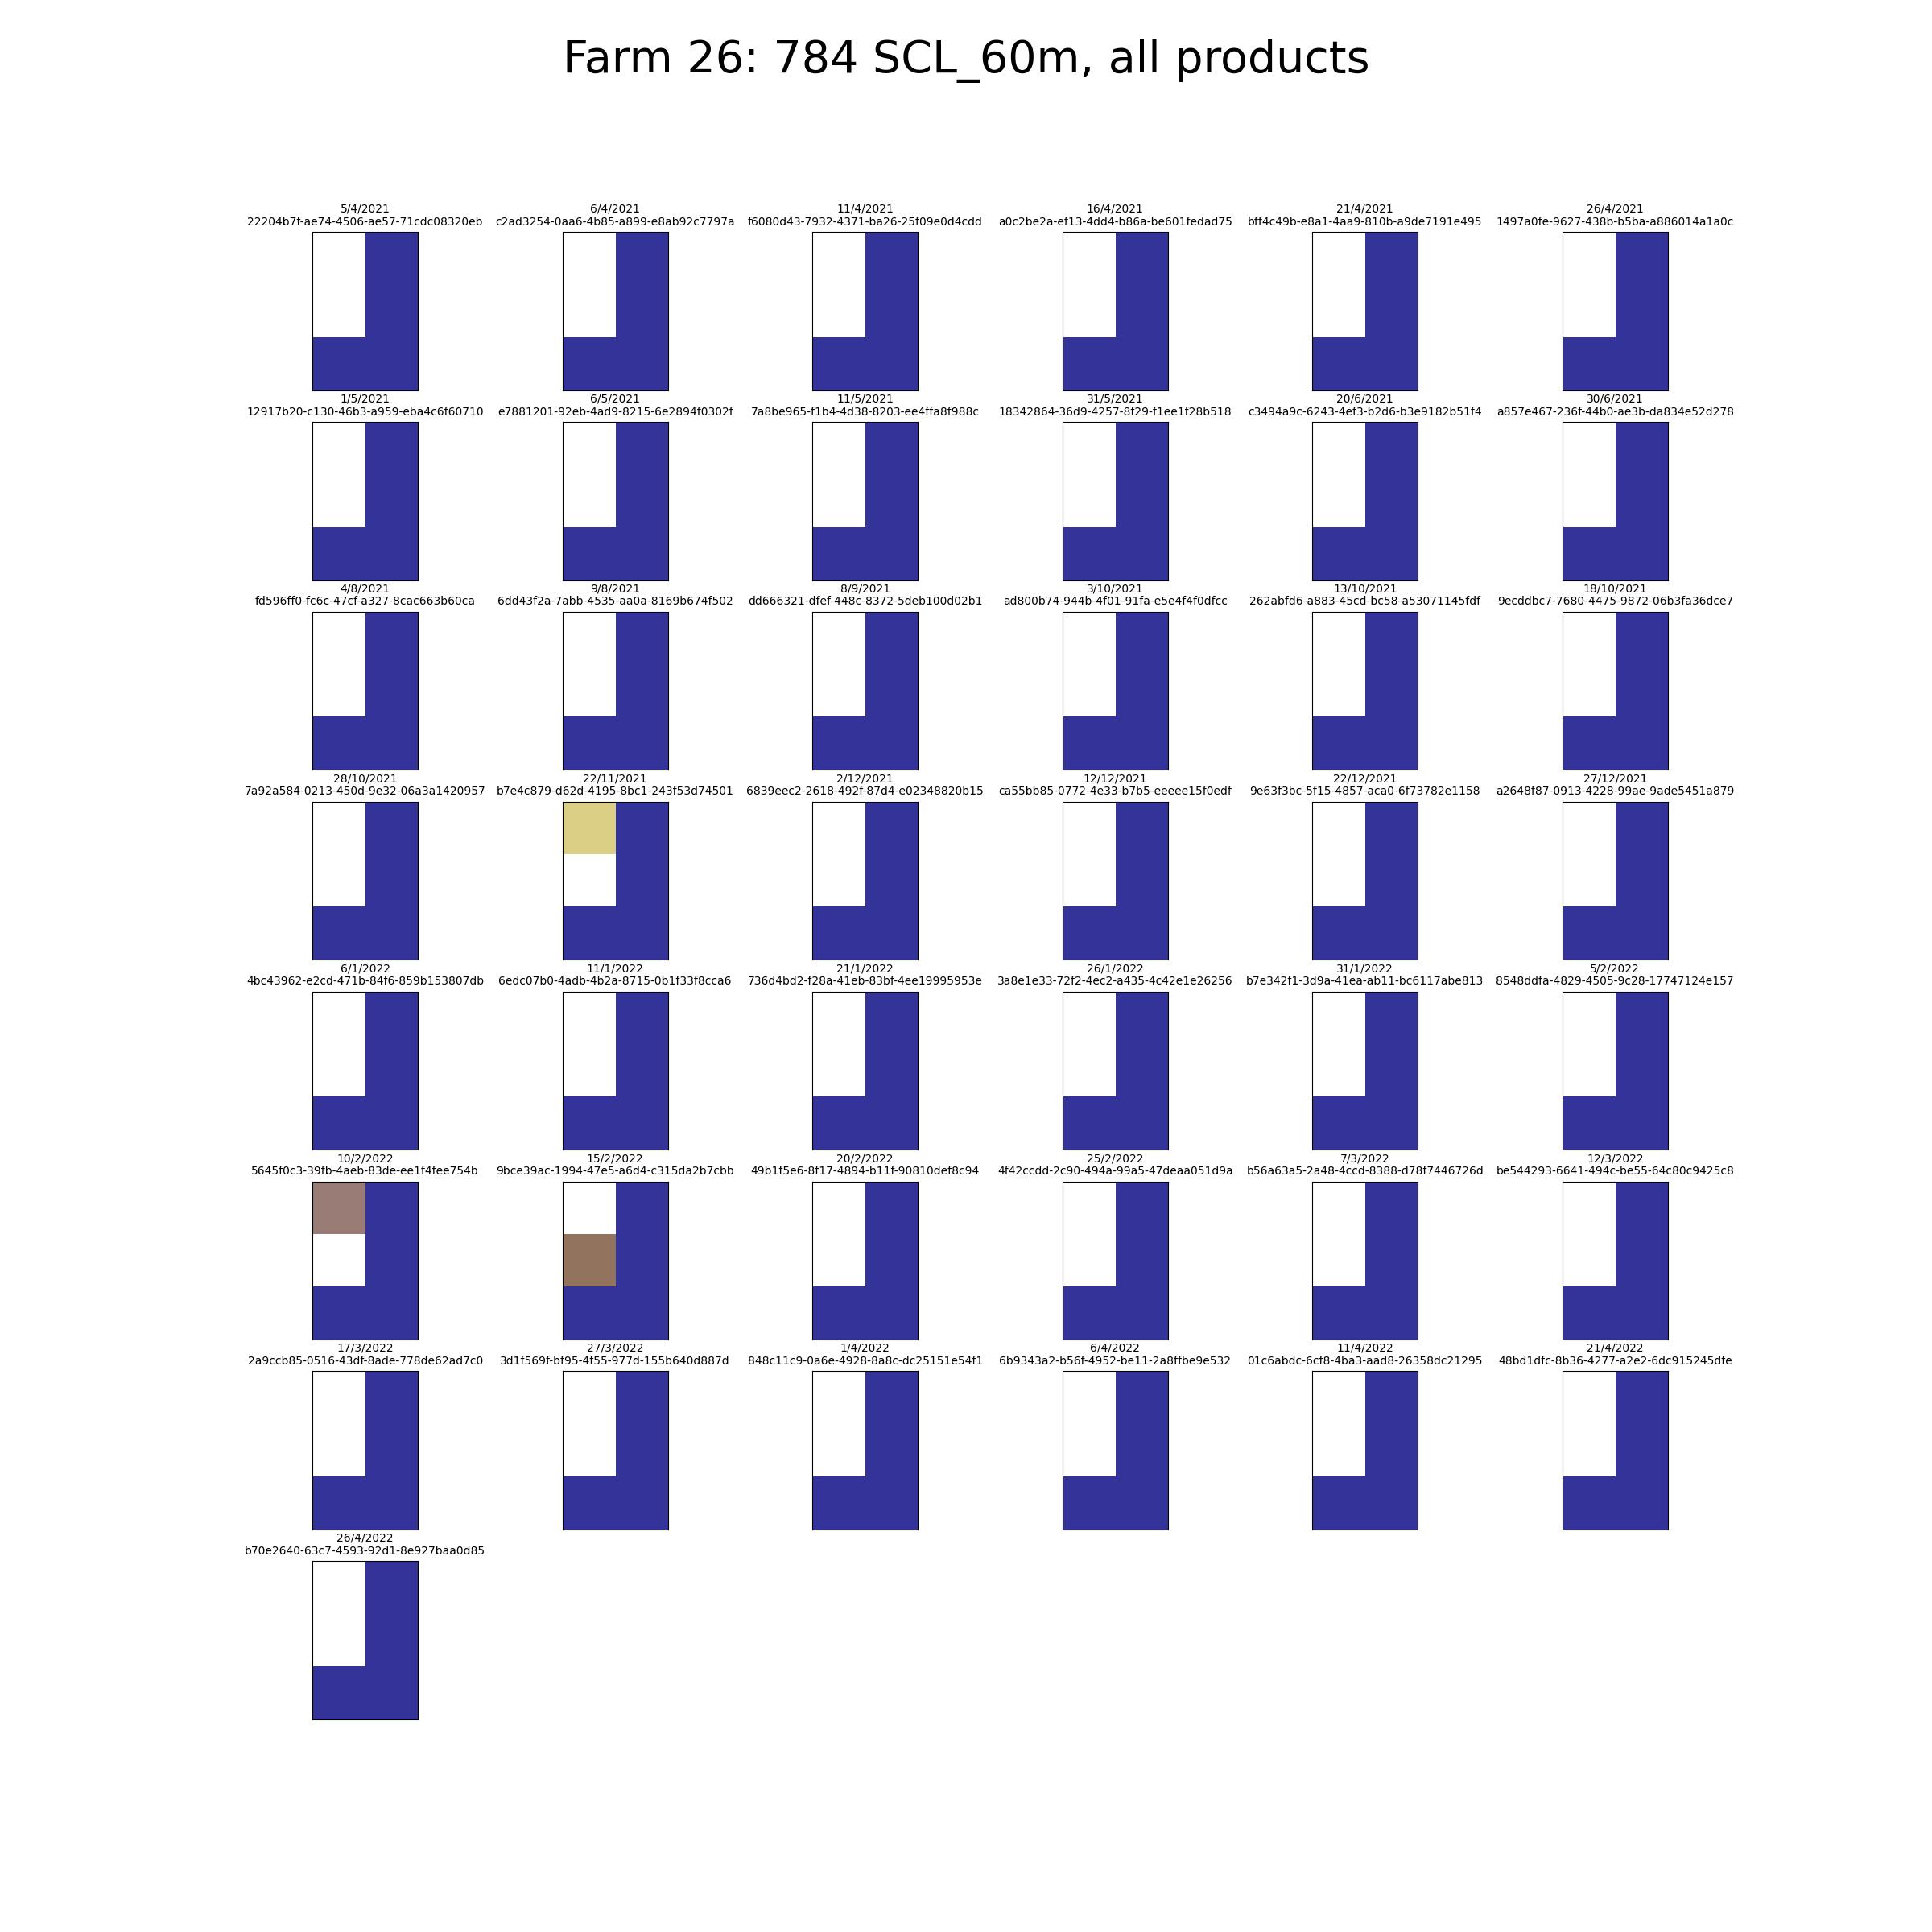 Farm 26: 784 SCL_60m, all products
5/4/2021 6/4/2021 11/4/2021 16/4/2021 21/4/2021 26/4/2021
22204b7f-ae74-4506-ae57-71cdc08320eb c2ad3254-0aa6-4b85-a899-e8ab92c7797a f6080d43-7932-4371-ba26-25f09e0d4cdd a0c2be2a-ef13-4dd4-b86a-be601fedad75 bff4c49b-e8a1-4aa9-810b-a9de7191e495 1497a0fe-9627-438b-b5ba-a886014a1a0c
1/5/2021 6/5/2021 11/5/2021 31/5/2021 20/6/2021 30/6/2021
12917b20-c130-46b3-a959-eba4c6f60710 e7881201-92eb-4ad9-8215-6e2894f0302f 7a8be965-f1b4-4d38-8203-ee4ffa8f988c 18342864-36d9-4257-8f29-f1ee1f28b518 c3494a9c-6243-4ef3-b2d6-b3e9182b51f4 a857e467-236f-44b0-ae3b-da834e52d278
4/8/2021 9/8/2021 8/9/2021 3/10/2021 13/10/2021 18/10/2021
fd596ff0-fc6c-47cf-a327-8cac663b60ca 6dd43f2a-7abb-4535-aa0a-8169b674f502 dd666321-dfef-448c-8372-5deb100d02b1 ad800b74-944b-4f01-91fa-e5e4f4f0dfcc 262abfd6-a883-45cd-bc58-a53071145fdf 9ecddbc7-7680-4475-9872-06b3fa36dce7
28/10/2021 22/11/2021 2/12/2021 12/12/2021 22/12/2021 27/12/2021
7a92a584-0213-450d-9e32-06a3a1420957 b7e4c879-d62d-4195-8bc1-243f53d74501 6839eec2-2618-492f-87d4-e02348820b15 ca55bb85-0772-4e33-b7b5-eeeee15f0edf 9e63f3bc-5f15-4857-aca0-6f73782e1158 a2648f87-0913-4228-99ae-9ade5451a879
6/1/2022 11/1/2022 21/1/2022 26/1/2022 31/1/2022 5/2/2022
4bc43962-e2cd-471b-84f6-859b153807db 6edc07b0-4adb-4b2a-8715-0b1f33f8cca6 736d4bd2-f28a-41eb-83bf-4ee19995953e 3a8e1e33-72f2-4ec2-a435-4c42e1e26256 b7e342f1-3d9a-41ea-ab11-bc6117abe813 8548ddfa-4829-4505-9c28-17747124e157
10/2/2022 15/2/2022 20/2/2022 25/2/2022 7/3/2022 12/3/2022
5645f0c3-39fb-4aeb-83de-ee1f4fee754b 9bce39ac-1994-47e5-a6d4-c315da2b7cbb 49b1f5e6-8f17-4894-b11f-90810def8c94 4f42ccdd-2c90-494a-99a5-47deaa051d9a b56a63a5-2a48-4ccd-8388-d78f7446726d be544293-6641-494c-be55-64c80c9425c8
17/3/2022 27/3/2022 1/4/2022 6/4/2022 11/4/2022 21/4/2022
2a9ccb85-0516-43df-8ade-778de62ad7c0 3d1f569f-bf95-4f55-977d-155b640d887d 848c11c9-0a6e-4928-8a8c-dc25151e54f1 6b9343a2-b56f-4952-be11-2a8ffbe9e532 01c6abdc-6cf8-4ba3-aad8-26358dc21295 48bd1dfc-8b36-4277-a2e2-6dc915245dfe
26/4/2022
b70e2640-63c7-4593-92d1-8e927baa0d85